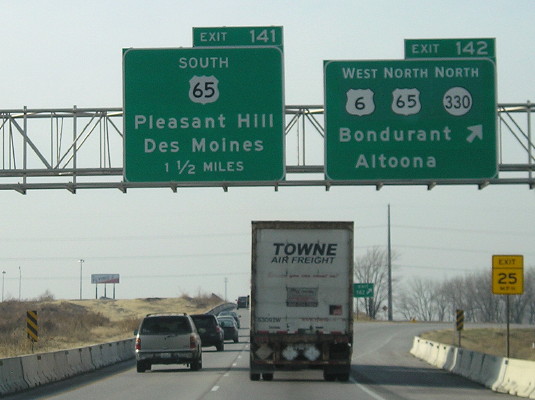 EXIT 141
SOUTH
65
Pleasant Hill
Des Moines
1 1/2 MILES
EXIT 142
WEST NORTH NORTH
6 65 330
Bondurant
Altoona
TOWNE
AIR FREIGHT
EXIT
EXIT
25
M.P.H.